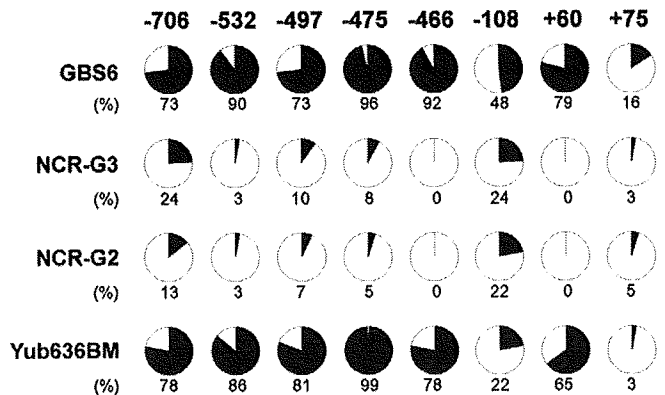 -706 -532 -497 -475 -466 -108 +60 +75
GBS6
(%) 73 90 73 96 92 48 79 16
NCR-G3
(%) 24 3 10 8 0 24 0 3
NCR-G2
(%) 13 3 7 5 0 22 0 5
Yub636BM
(%) 78 86 81 99 78 22 65 3